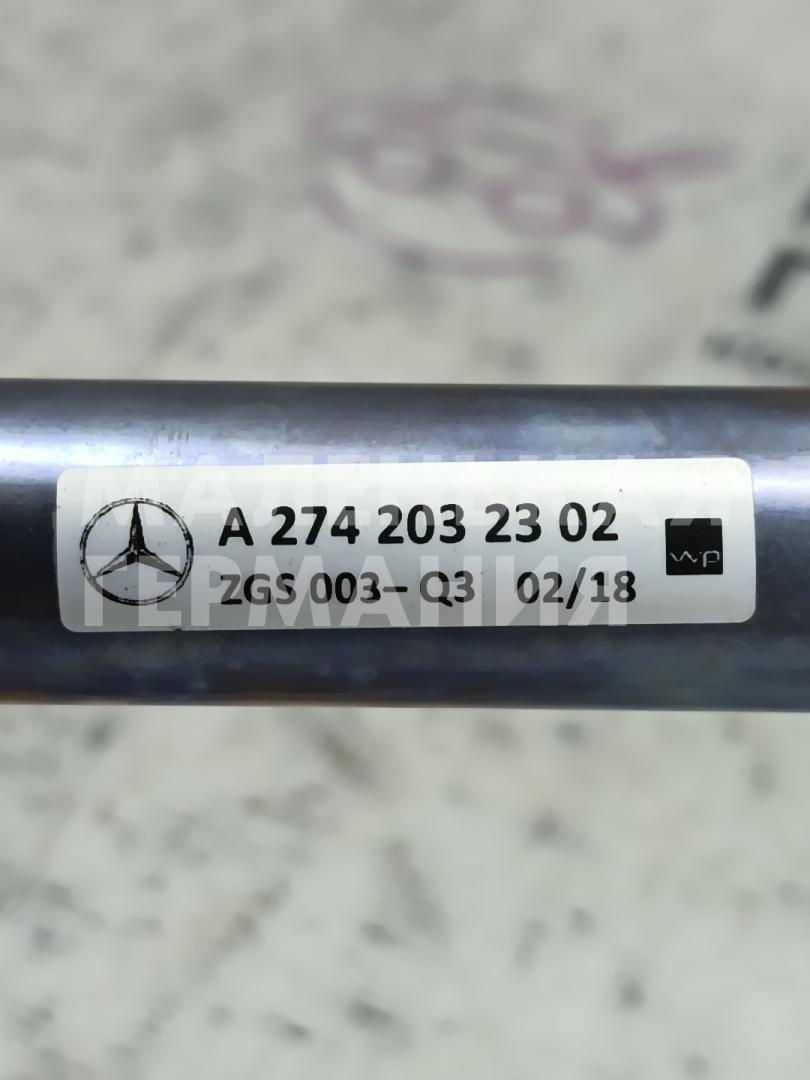 A 274 203 23 02
ZGS 003– Q3 02/18
w.p
МАЛЕНЬКАЯ
ГЕРМАНИЯ